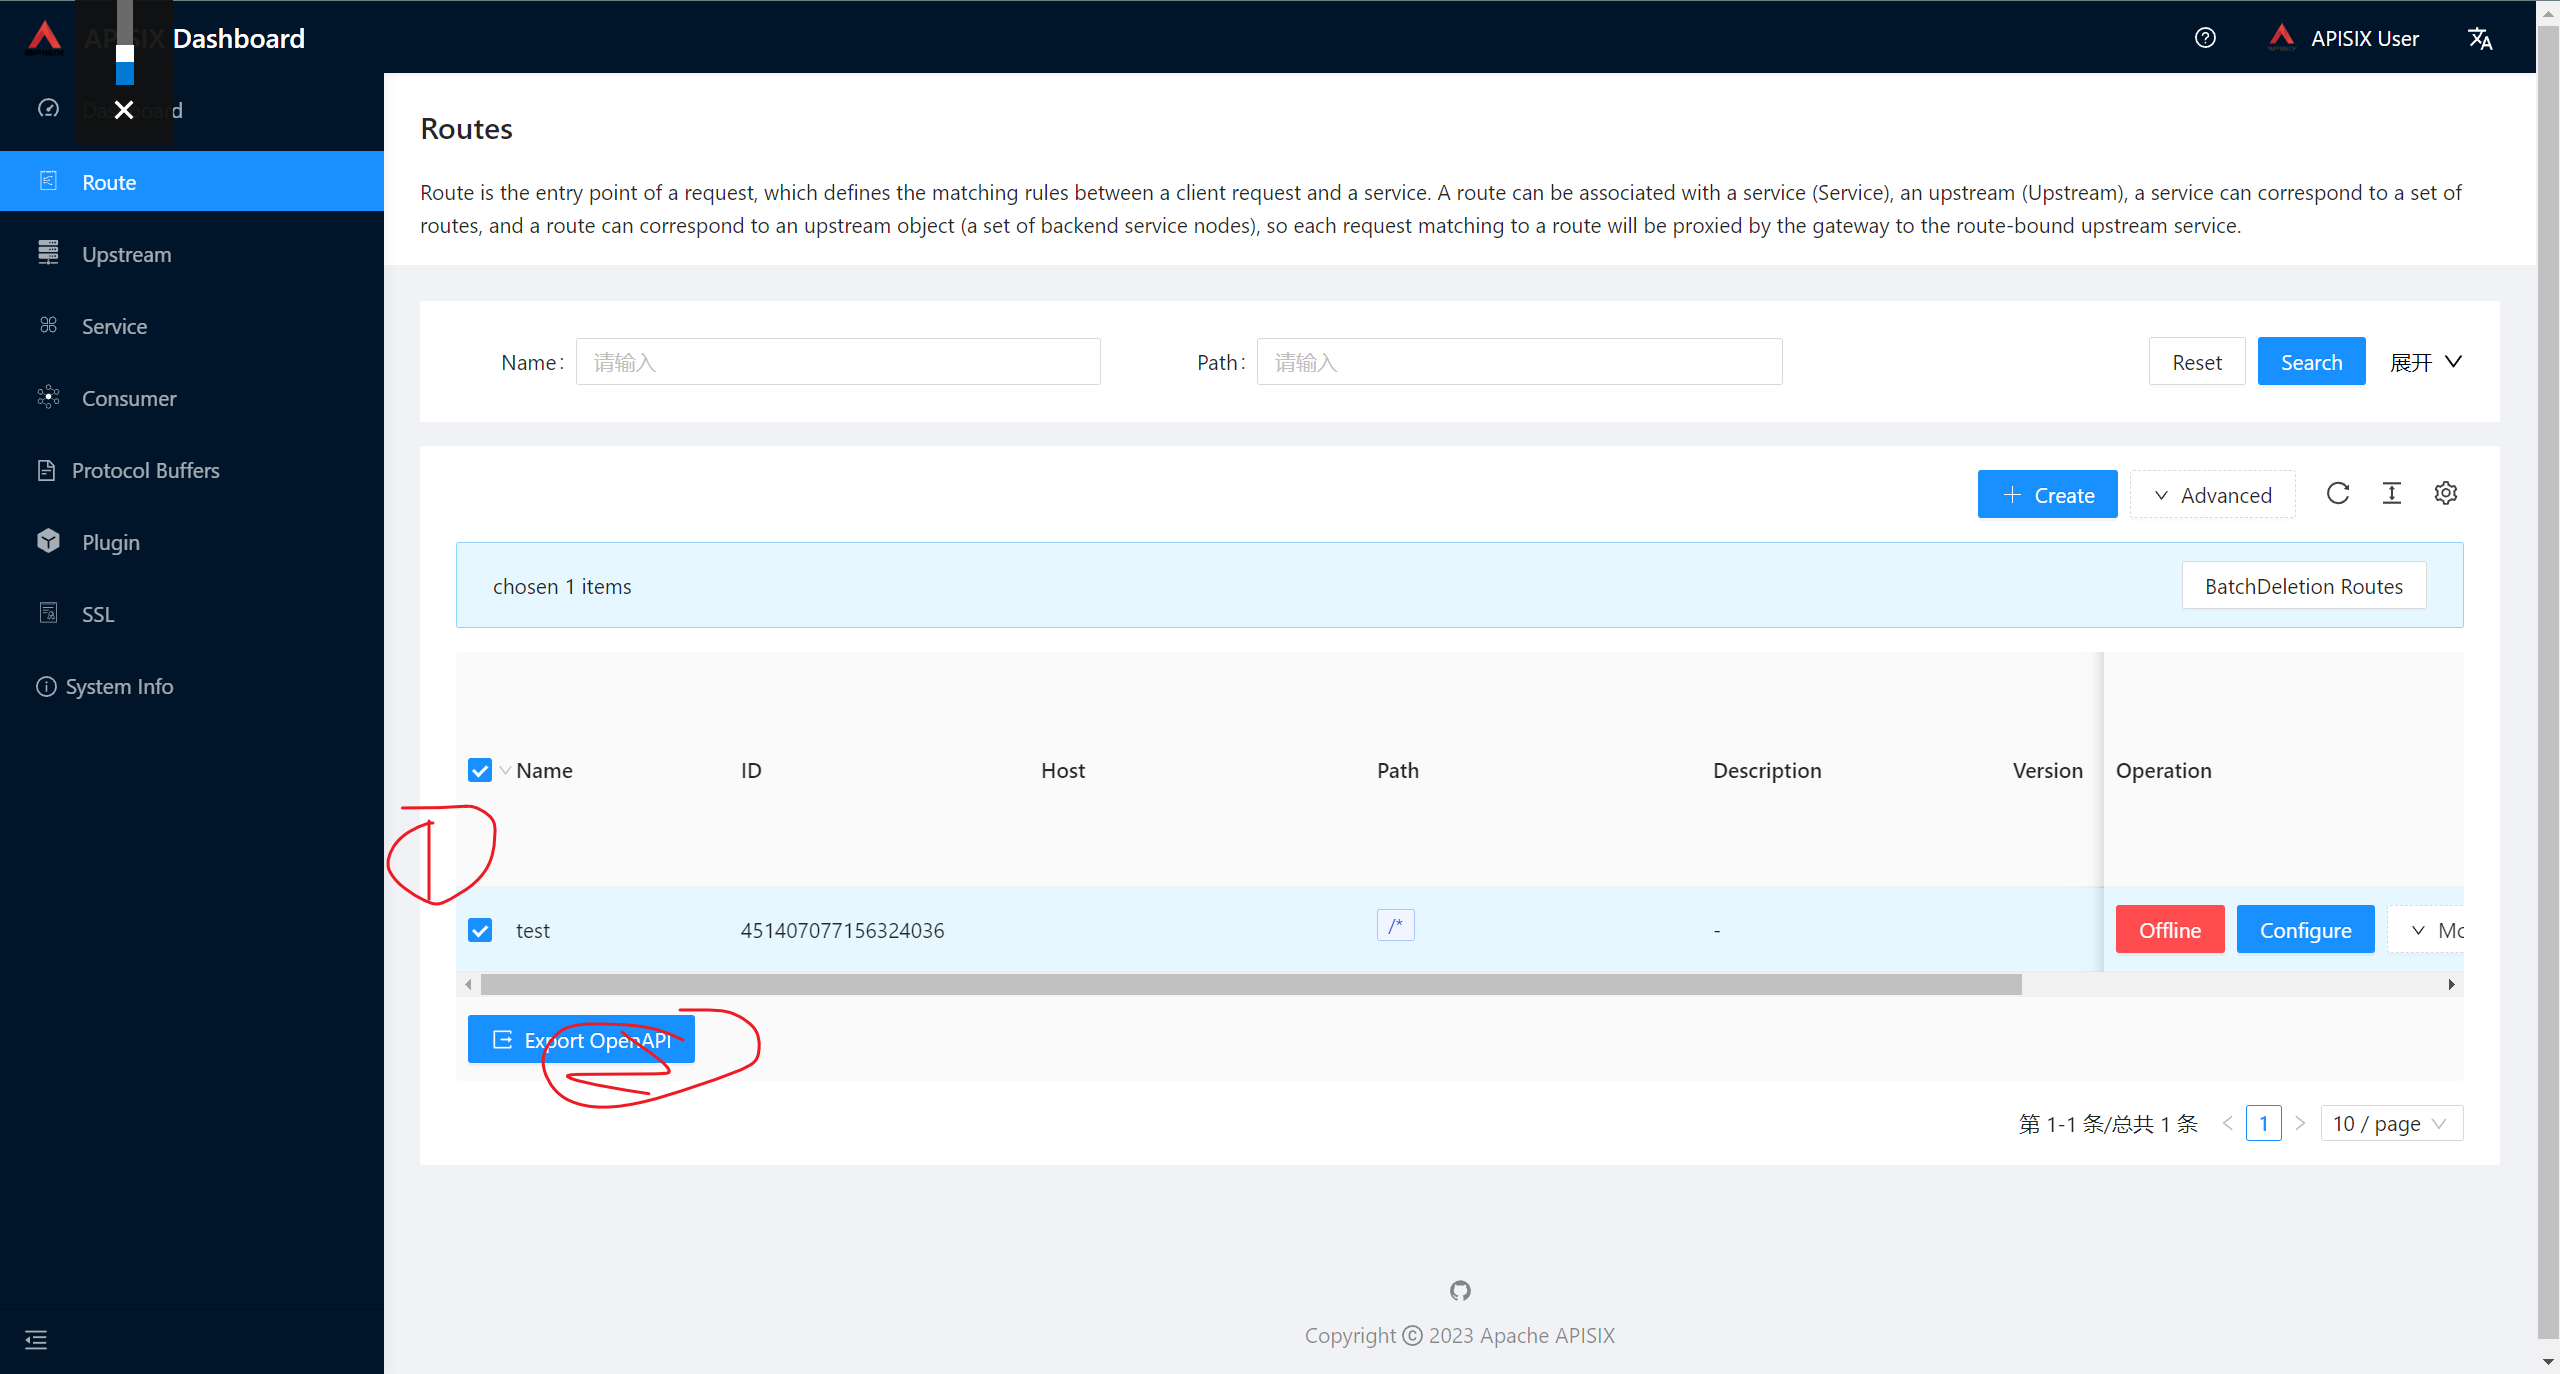 APISIX Dashboard
APISIX User
Dashboard
Route
Upstream
Service
Consumer
Protocol Buffers
Plugin
SSL
System Info
Routes
Route is the entry point of a request, which defines the matching rules between a client request and a service. A route can be associated with a service (Service), an upstream (Upstream), a service can correspond to a set of
routes, and a route can correspond to an upstream object (a set of backend service nodes), so each request matching to a route will be proxied by the gateway to the route-bound upstream service.
Name: 请输入 Path: 请输入 Reset Search 展开
Create Advanced
chosen 1 items BatchDeletion Routes
Name ID Host Path Description Version Operation
1
test 451407077156324036 /* - Offline Configure Mo
Export OpenAPI
2
第 1-1 条/总共 1 条 1 10 / page
Copyright © 2023 Apache APISIX